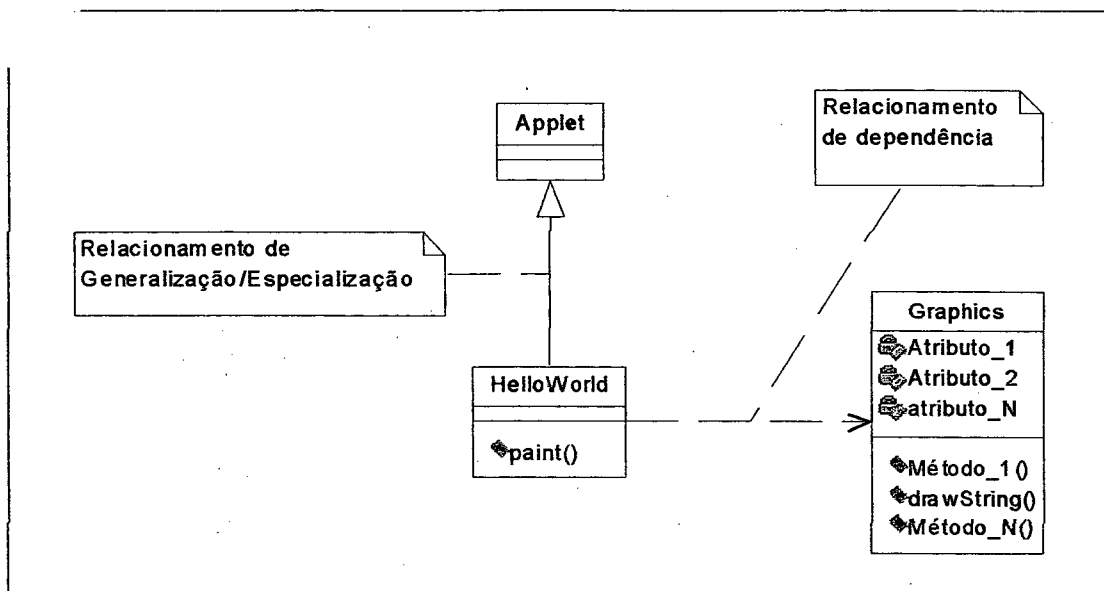 Applet
Relacionamento
de dependência
Relacionamento de
Generalização/Especialização
HelloWorld
paint()
Graphics
Atributo_1
Atributo_2
atributo_N
Método_1()
drawString()
Método_N()